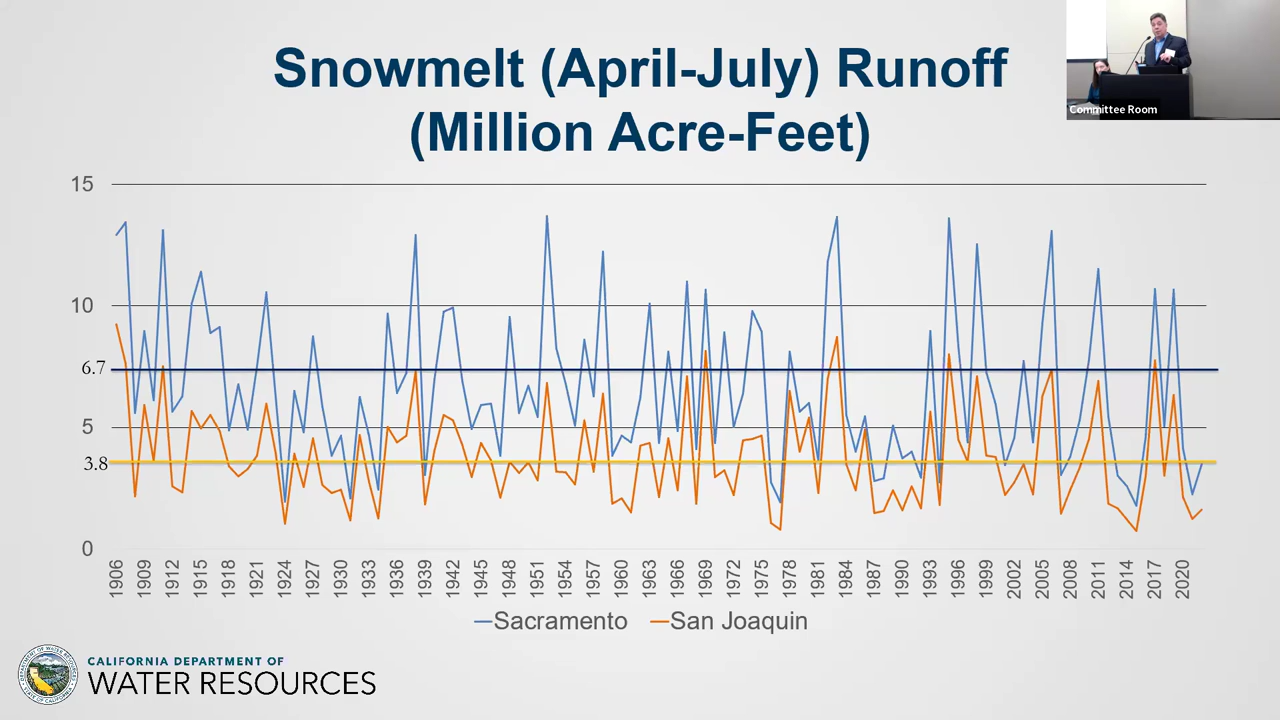 Snowmelt (April-July) Runoff
(Million Acre-Feet)
Committee Room
15
10
6.7
5
3.8
0
1906 1909 1912 1915 1918 1921 1924 1927 1930 1933 1936 1939 1942 1945 1948 1951 1954 1957 1960 1963 1966 1969 1972 1975 1978 1981 1984 1987 1990 1993 1996 1999 2002 2005 2008 2011 2014 2017 2020
Sacramento San Joaquin
CALIFORNIA DEPARTMENT OF
WATER RESOURCES